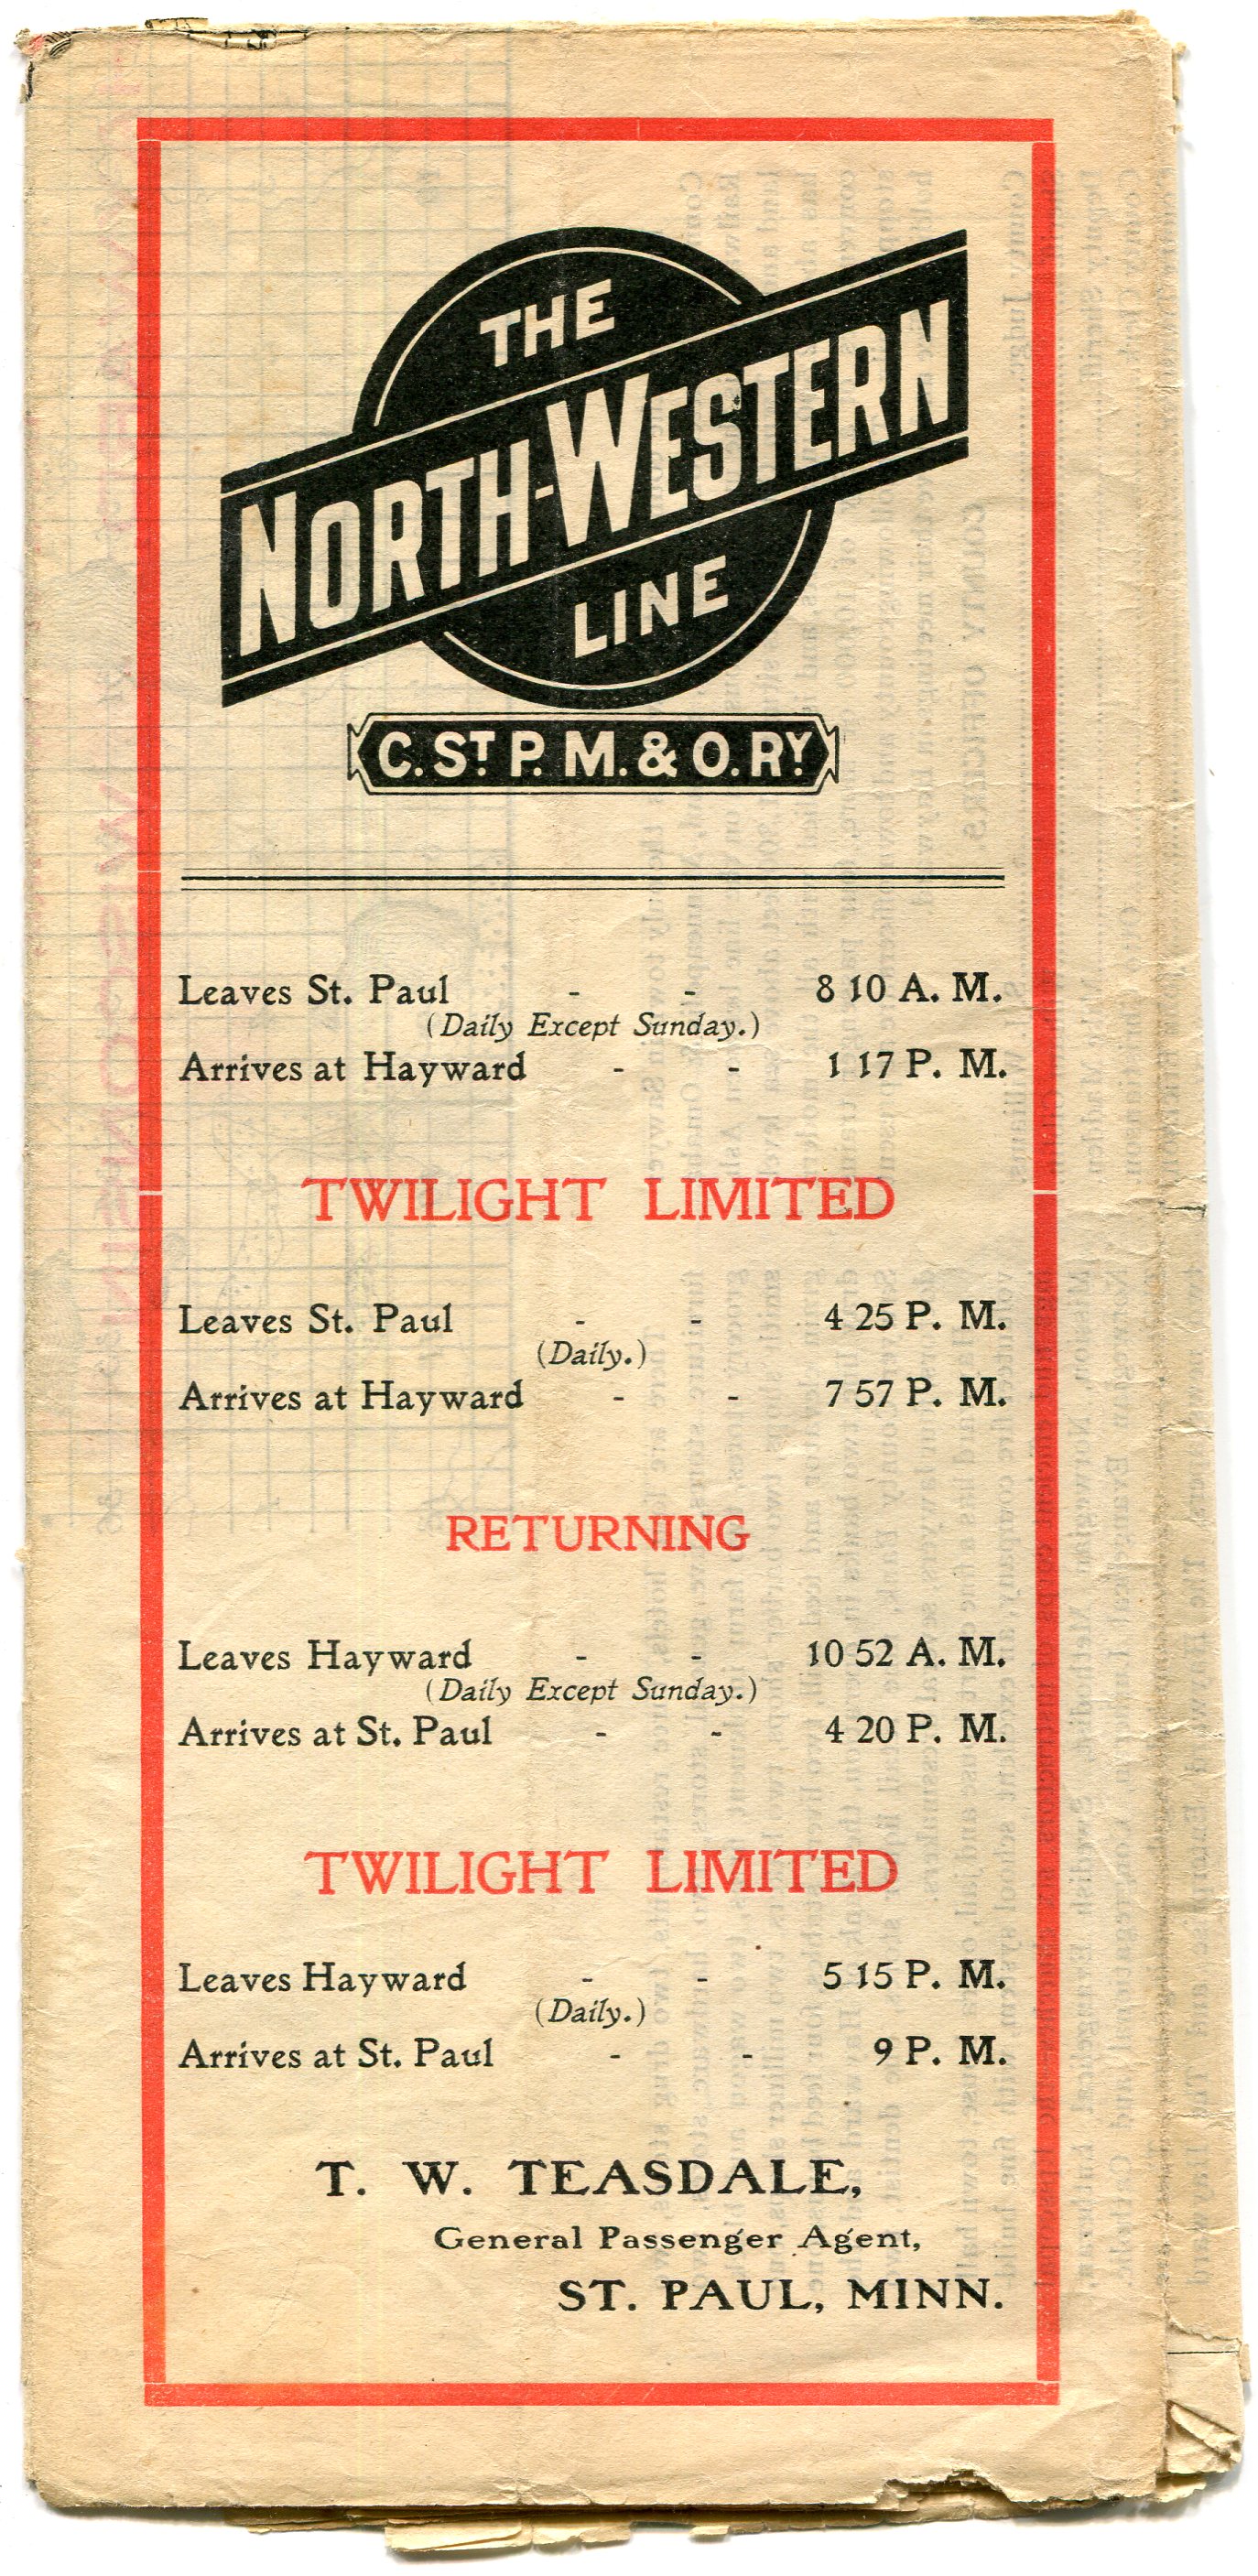 THE
NORTH-WESTERN
LINE
C. ST. P. M. & O. RY.
Leaves St. Paul - - 8 10 A. M.
(Daily Except Sunday.)
Arrives at Hayward - - 1 17 P. M.
TWILIGHT LIMITED
Leaves St. Paul - - 4 25 P. M.
(Daily.)
Arrives at Hayward - - 7 57 P. M.
RETURNING
Leaves Hayward - - 10 52 A. M.
(Daily Except Sunday.)
Arrives at St. Paul - - 4 20 P. M.
TWILIGHT LIMITED
Leaves Hayward - - 5 15 P. M.
(Daily.)
Arrives at St. Paul - - 9 P. M.
T. W. TEASDALE,
General Passenger Agent,
ST. PAUL, MINN.